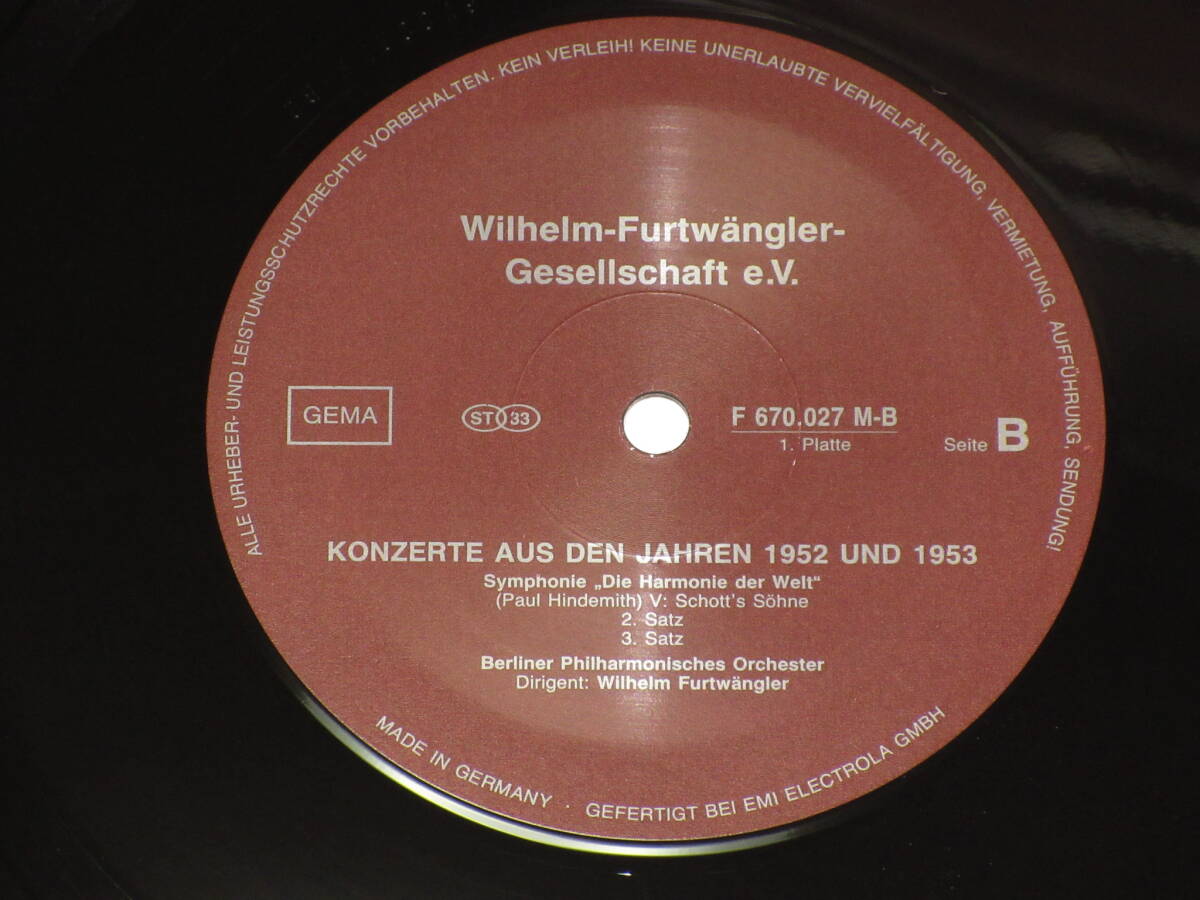 ALLE URHEBER- UND LEISTUNGSSCHUTZRECHTE VORBEHALTEN. KEIN VERLEIH! KEINE UNERLAUBTE VERVIELFÄLTIGUNG, VERMIETUNG, AUFFÜHRUNG, SENDUNG!
Wilhelm-Furtwängler-
Gesellschaft e.V.
GEMA
ST 33
F 670.027 M-B
1. Platte
Seite B
KONZERTE AUS DEN JAHREN 1952 UND 1953
Symphonie „Die Harmonie der Welt“
(Paul Hindemith) V: Schott's Söhne
2. Satz
3. Satz
Berliner Philharmonisches Orchester
Dirigent: Wilhelm Furtwängler
MADE IN GERMANY · GEFERTIGT BEI EMI ELECTROLA GMBH